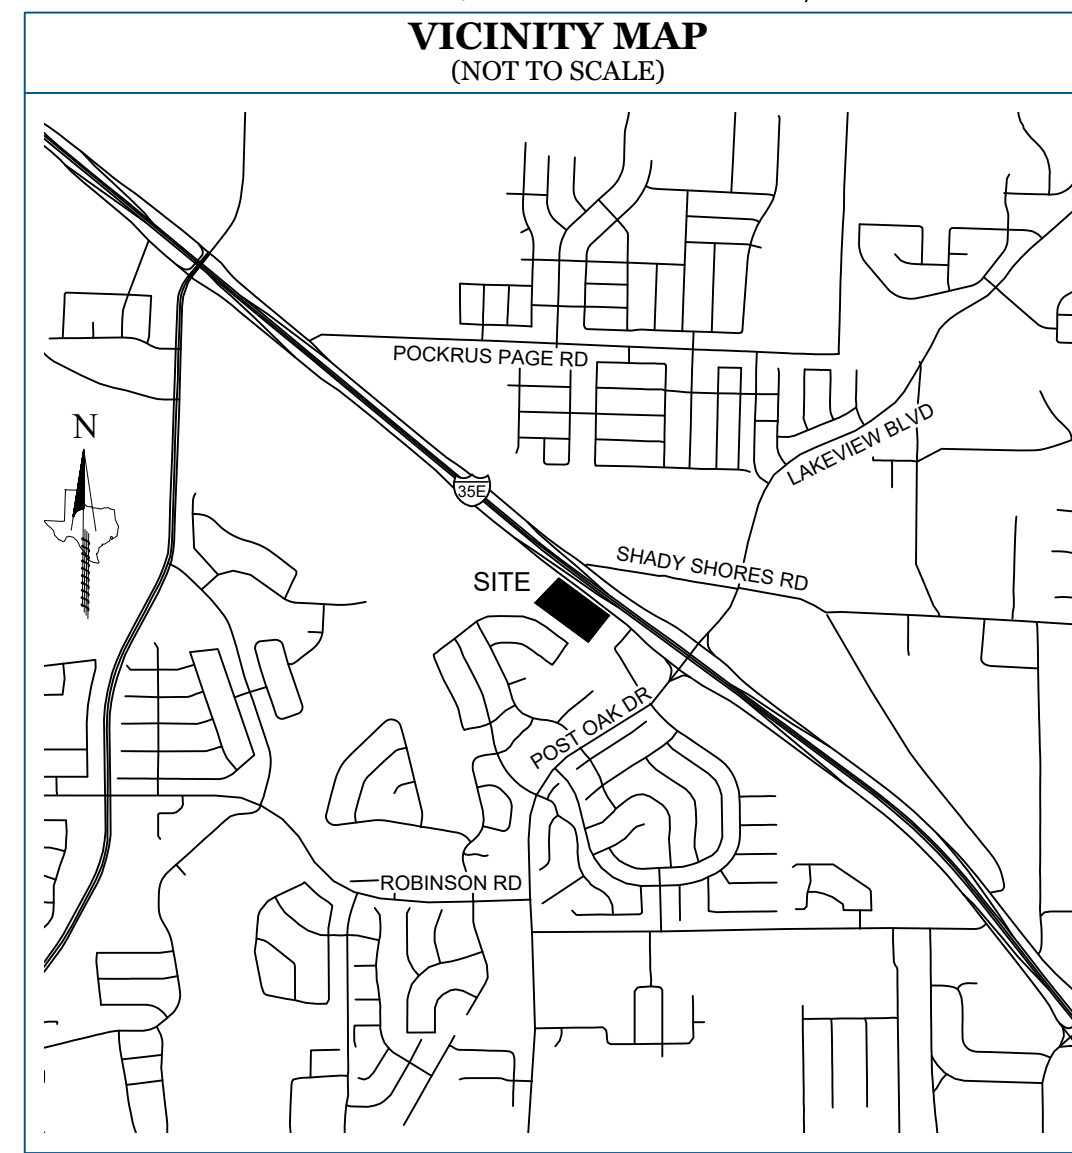 VICINITY MAP
(NOT TO SCALE)
POCKRUS PAGE RD
N
LAKEVIEW BLVD
35E
SHADY SHORES RD
SITE
POST OAK DR
ROBINSON RD